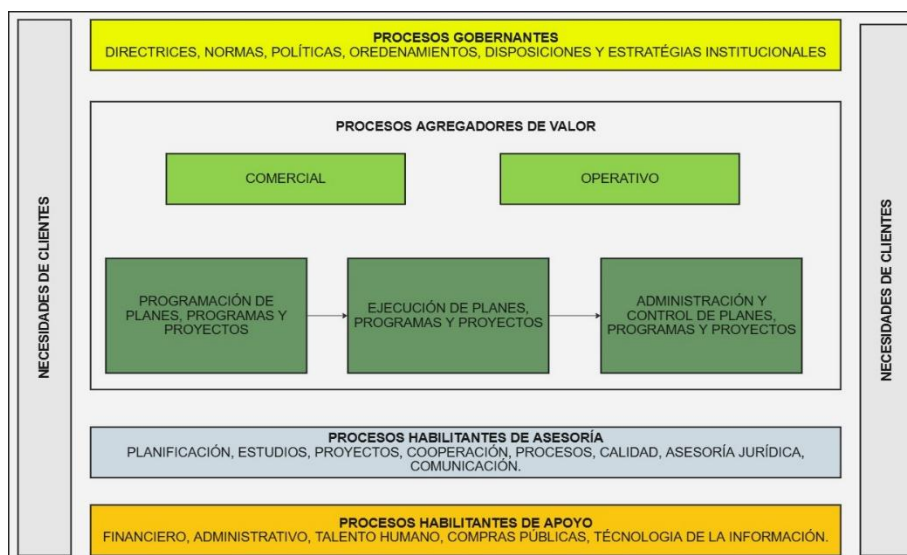 NECESIDADES DE CLIENTES
PROCESOS GOBERNANTES
DIRECTRICES, NORMAS, POLÍTICAS, OREDENAMIENTOS, DISPOSICIONES Y ESTRATÉGIAS INSTITUCIONALES
PROCESOS AGREGADORES DE VALOR
COMERCIAL
OPERATIVO
PROGRAMACIÓN DE
PLANES, PROGRAMAS Y
PROYECTOS
EJECUCIÓN DE PLANES,
PROGRAMAS Y PROYECTOS
ADMINISTRACIÓN Y
CONTROL DE PLANES,
PROGRAMAS Y PROYECTOS
PROCESOS HABILITANTES DE ASESORÍA
PLANIFICACIÓN, ESTUDIOS, PROYECTOS, COOPERACIÓN, PROCESOS, CALIDAD, ASESORÍA JURÍDICA,
COMUNICACIÓN.
PROCESOS HABILITANTES DE APOYO
FINANCIERO, ADMINISTRATIVO, TALENTO HUMANO, COMPRAS PÚBLICAS, TÉCNOLOGIA DE LA INFORMACIÓN.
NECESIDADES DE CLIENTES